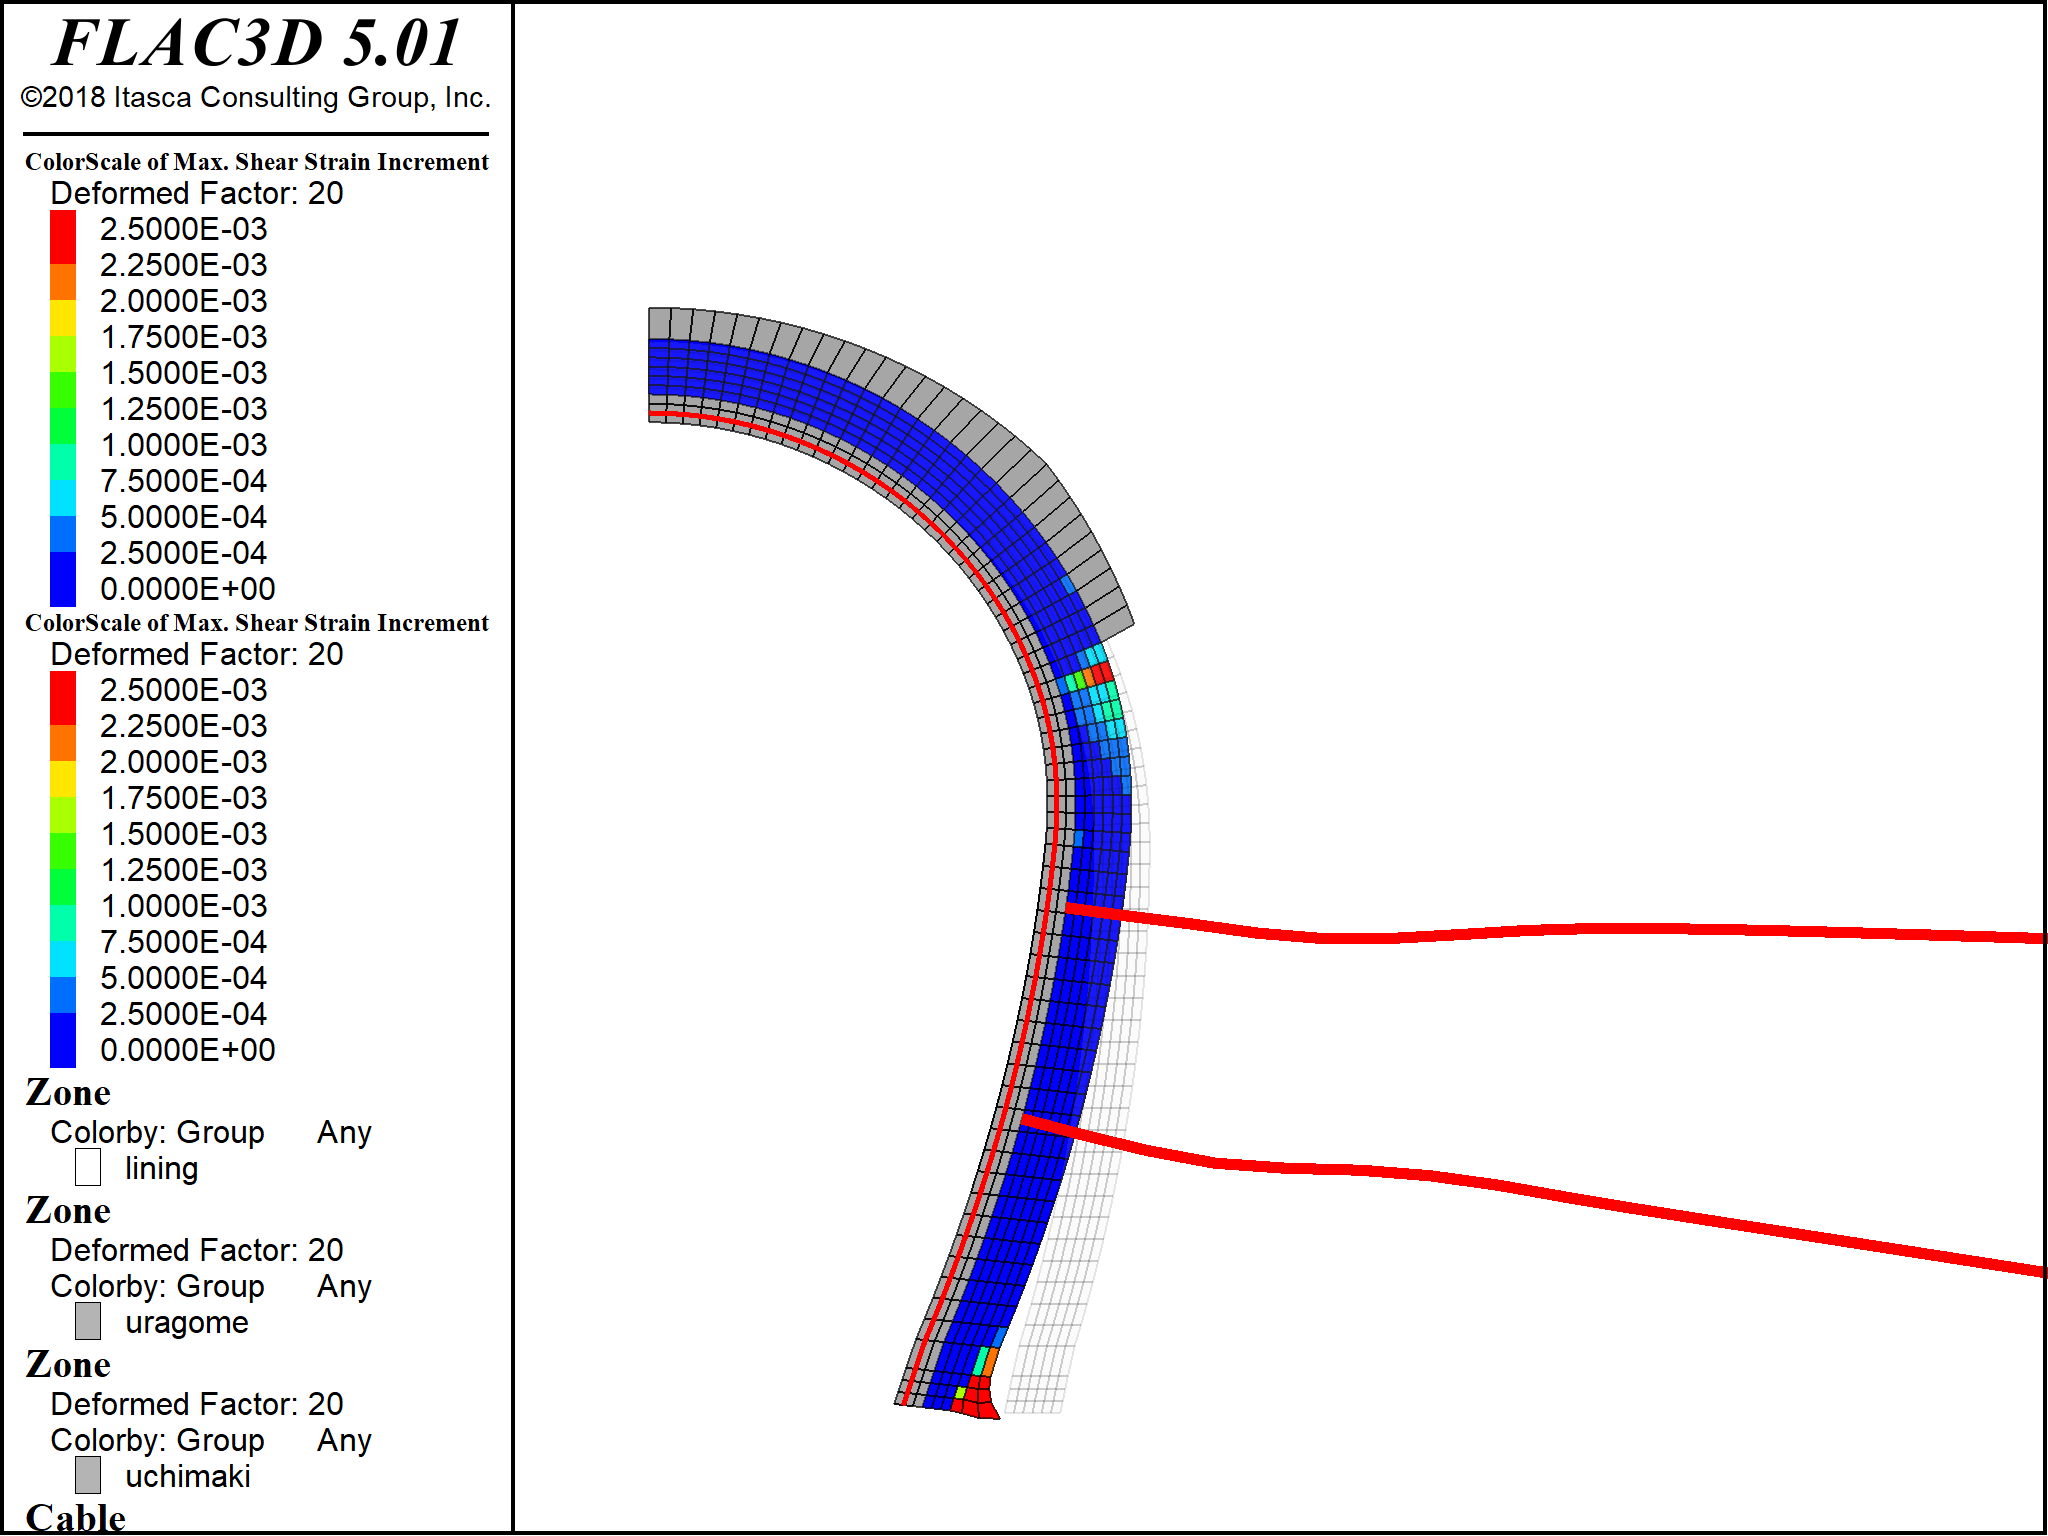 FLAC3D 5.01
©2018 Itasca Consulting Group, Inc.
ColorScale of Max. Shear Strain Increment
Deformed Factor: 20
2.5000E-03
2.2500E-03
2.0000E-03
1.7500E-03
1.5000E-03
1.2500E-03
1.0000E-03
7.5000E-04
5.0000E-04
2.5000E-04
0.0000E+00
ColorScale of Max. Shear Strain Increment
Deformed Factor: 20
2.5000E-03
2.2500E-03
2.0000E-03
1.7500E-03
1.5000E-03
1.2500E-03
1.0000E-03
7.5000E-04
5.0000E-04
2.5000E-04
0.0000E+00
Zone
Colorby: Group Any
lining
Zone
Deformed Factor: 20
Colorby: Group Any
uragome
Zone
Deformed Factor: 20
Colorby: Group Any
uchimaki
Cable